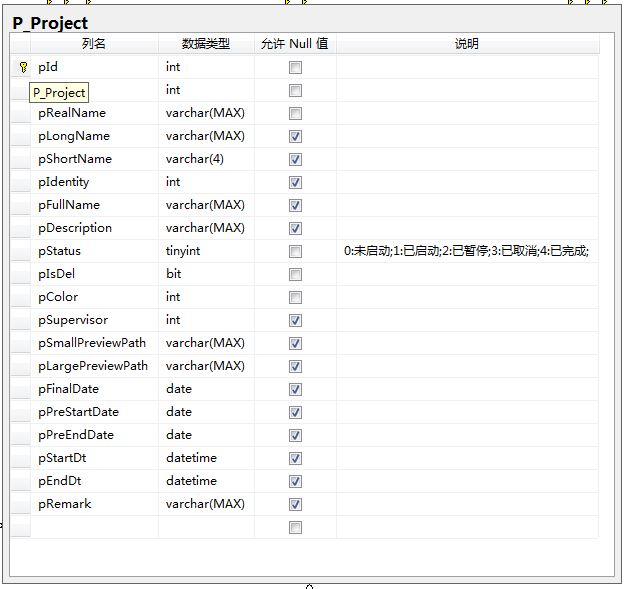 P_Project
列名 数据类型 允许 Null 值 说明
pId int
P_Project int
pRealName varchar(MAX)
pLongName varchar(MAX)
pShortName varchar(4)
pIdentity int
pFullName varchar(MAX)
pDescription varchar(MAX)
pStatus tinyint 0:未启动;1:已启动;2:已暂停;3:已取消;4:已完成;
pIsDel bit
pColor int
pSupervisor int
pSmallPreviewPath varchar(MAX)
pLargePreviewPath varchar(MAX)
pFinalDate date
pPreStartDate date
pPreEndDate date
pStartDt datetime
pEndDt datetime
pRemark varchar(MAX)